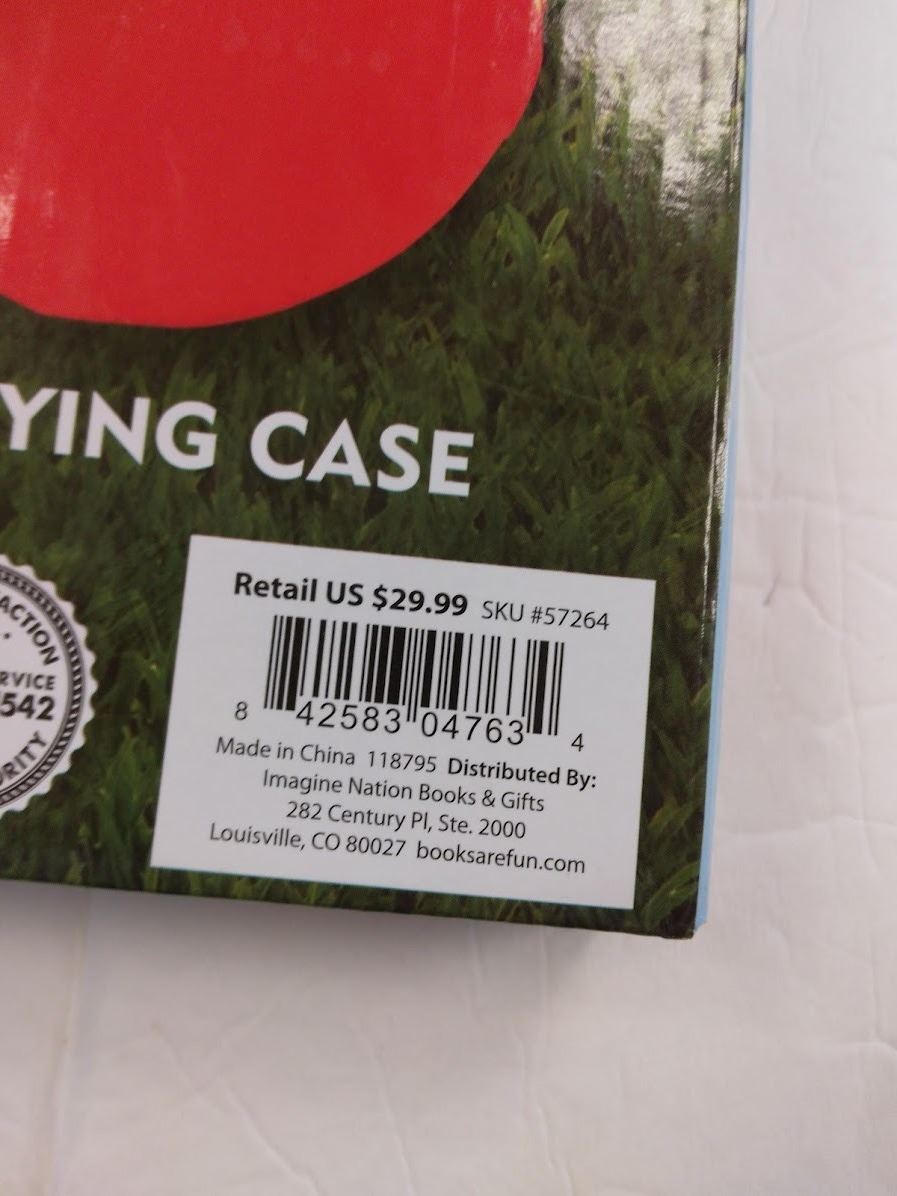 YING CASE
ACTION
RVICE
542
RITY
Retail US $29.99 SKU #57264
8 42583 04763 4
Made in China 118795 Distributed By:
Imagine Nation Books & Gifts
282 Century Pl, Ste. 2000
Louisville, CO 80027 booksarefun.com